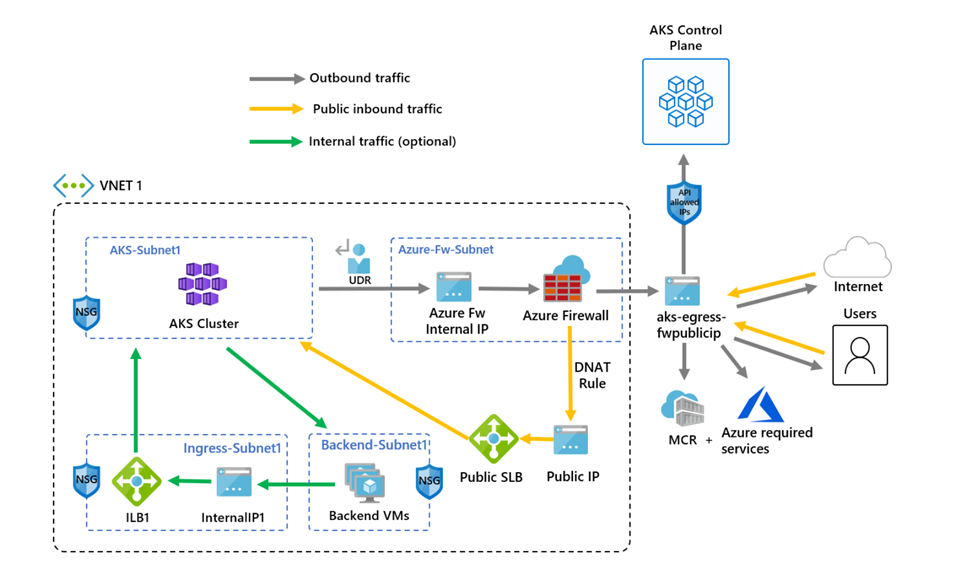 AKS Control
Plane
Outbound traffic
Public inbound traffic
Internal traffic (optional)
API
allowed
IPs
VNET 1
AKS-Subnet1
UDR
Azure-Fw-Subnet
NSG
AKS Cluster
Azure Fw
Internal IP
Azure Firewall
aks-egress-
fwpublicip
Internet
Users
DNAT
Rule
MCR
+
Azure required
services
Ingress-Subnet1
Backend-Subnet1
Public SLB
Public IP
NSG
ILB1
InternalIP1
Backend VMs
NSG